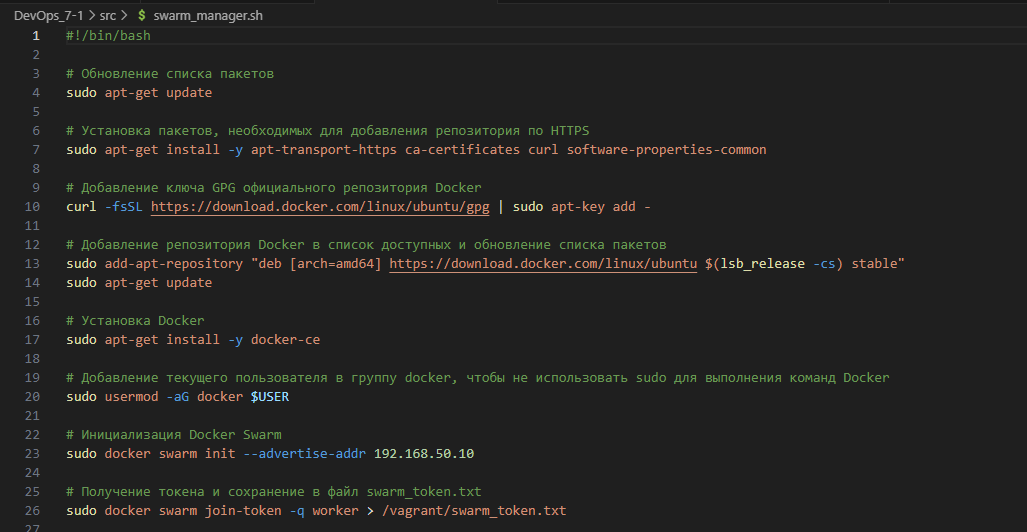 DevOps_7-1 > src > $ swarm_manager.sh
1 #!/bin/bash
2
3 # Обновление списка пакетов
4 sudo apt-get update
5
6 # Установка пакетов, необходимых для добавления репозитория по HTTPS
7 sudo apt-get install -y apt-transport-https ca-certificates curl software-properties-common
8
9 # Добавление ключа GPG официального репозитория Docker
10 curl -fsSL https://download.docker.com/linux/ubuntu/gpg | sudo apt-key add -
11
12 # Добавление репозитория Docker в список доступных и обновление списка пакетов
13 sudo add-apt-repository "deb [arch=amd64] https://download.docker.com/linux/ubuntu $(lsb_release -cs) stable"
14 sudo apt-get update
15
16 # Установка Docker
17 sudo apt-get install -y docker-ce
18
19 # Добавление текущего пользователя в группу docker, чтобы не использовать sudo для выполнения команд Docker
20 sudo usermod -aG docker $USER
21
22 # Инициализация Docker Swarm
23 sudo docker swarm init --advertise-addr 192.168.50.10
24
25 # Получение токена и сохранение в файл swarm_token.txt
26 sudo docker swarm join-token -q worker > /vagrant/swarm_token.txt
27